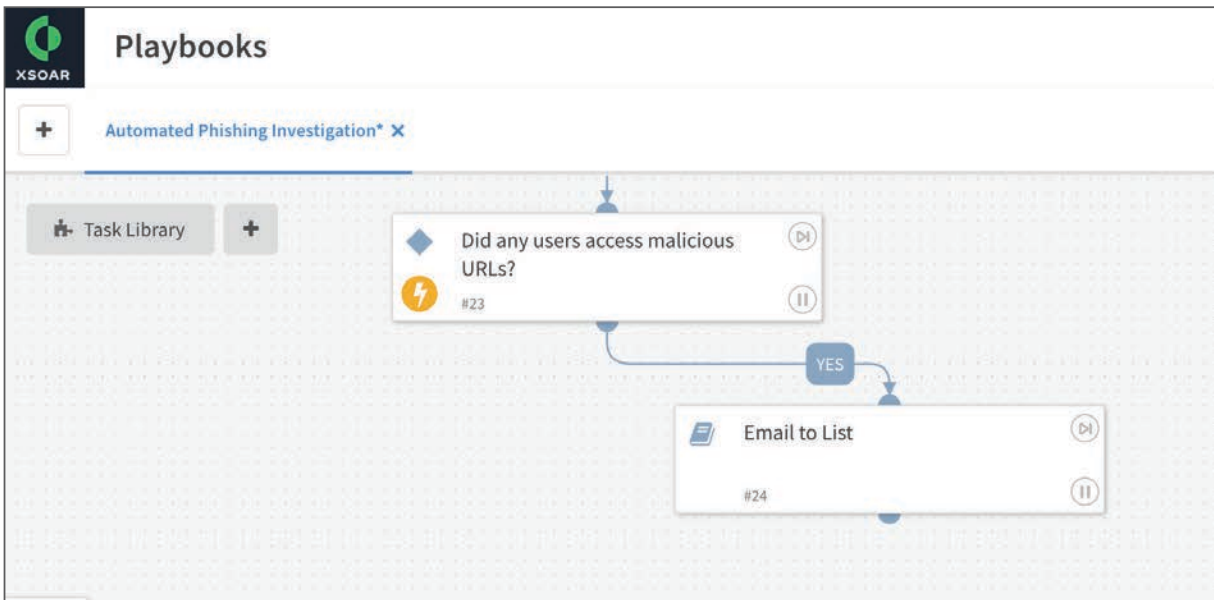 XSOAR
Playbooks
+
Automated Phishing Investigation* ×
Task Library
+
Did any users access malicious
URLs?
#23
YES
Email to List
#24